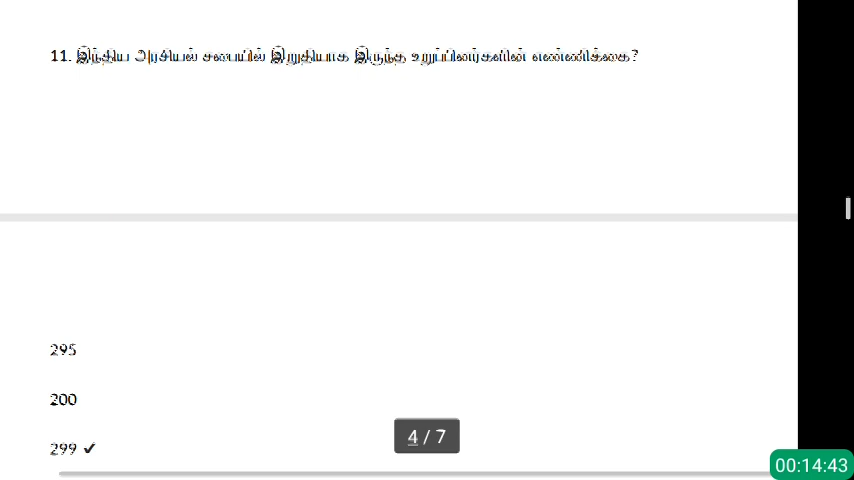 11. இந்திய அரசியல் சபையில் இறுதியாக இருந்த உறுப்பினர்களின் எண்ணிக்கை?
295
200
299 ✓
4 / 7
00:14:43